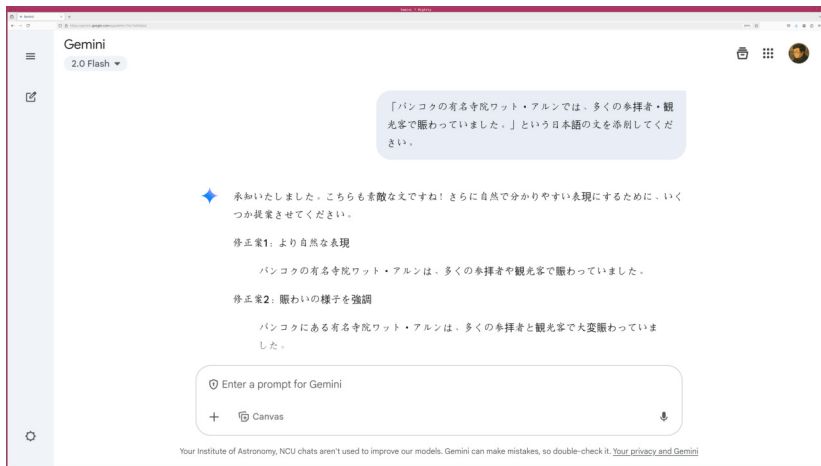 Gemini
2.0 Flash
「バンコクの有名寺院ワット・アルンでは、多くの参拝者・観
光客で賑わっていました。」という日本語の文を添削してくだ
さい。
承知いたしました。こちらも素敵な文ですね！さらに自然で分かりやすい表現にするために、いく
つか提案させてください。
修正案1: より自然な表現
バンコクの有名寺院ワット・アルンは、多くの参拝者や観光客で賑わっていました。
修正案2: 賑わいの様子を強調
バンコクにある有名寺院ワット・アルンは、多くの参拝者と観光客で大変賑わっていま
した。
Enter a prompt for Gemini
Canvas
Your Institute of Astronomy, NCU chats aren't used to improve our models. Gemini can make mistakes, so double-check it. Your privacy and Gemini